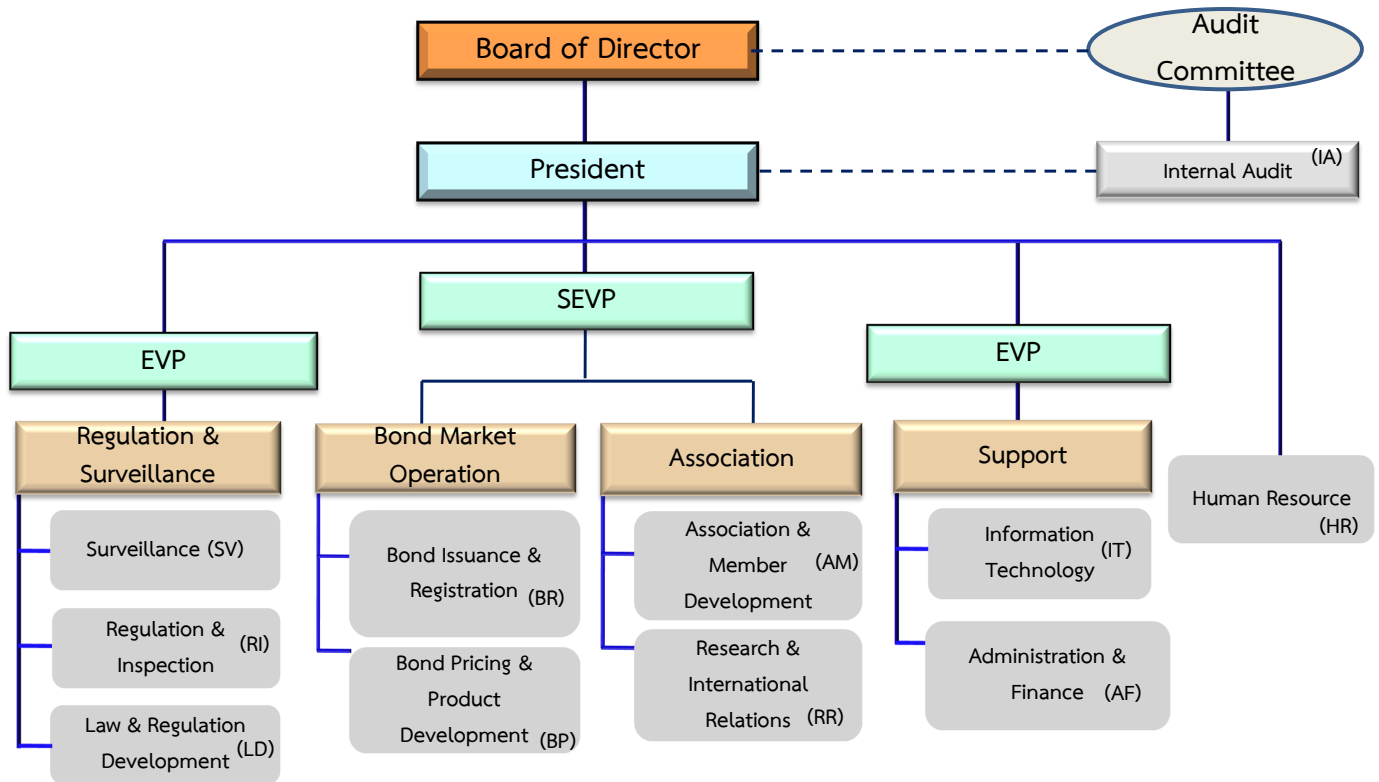 Board of Director
Audit
Committee
President
Internal Audit (IA)
SEVP
EVP
EVP
Regulation &
Surveillance
Bond Market
Operation
Association
Support
Surveillance (SV)
Regulation &
Inspection (RI)
Law & Regulation
Development (LD)
Bond Issuance &
Registration (BR)
Bond Pricing &
Product
Development (BP)
Association &
Member (AM)
Development
Research &
International
Relations (RR)
Information
Technology (IT)
Administration &
Finance (AF)
Human Resource
(HR)